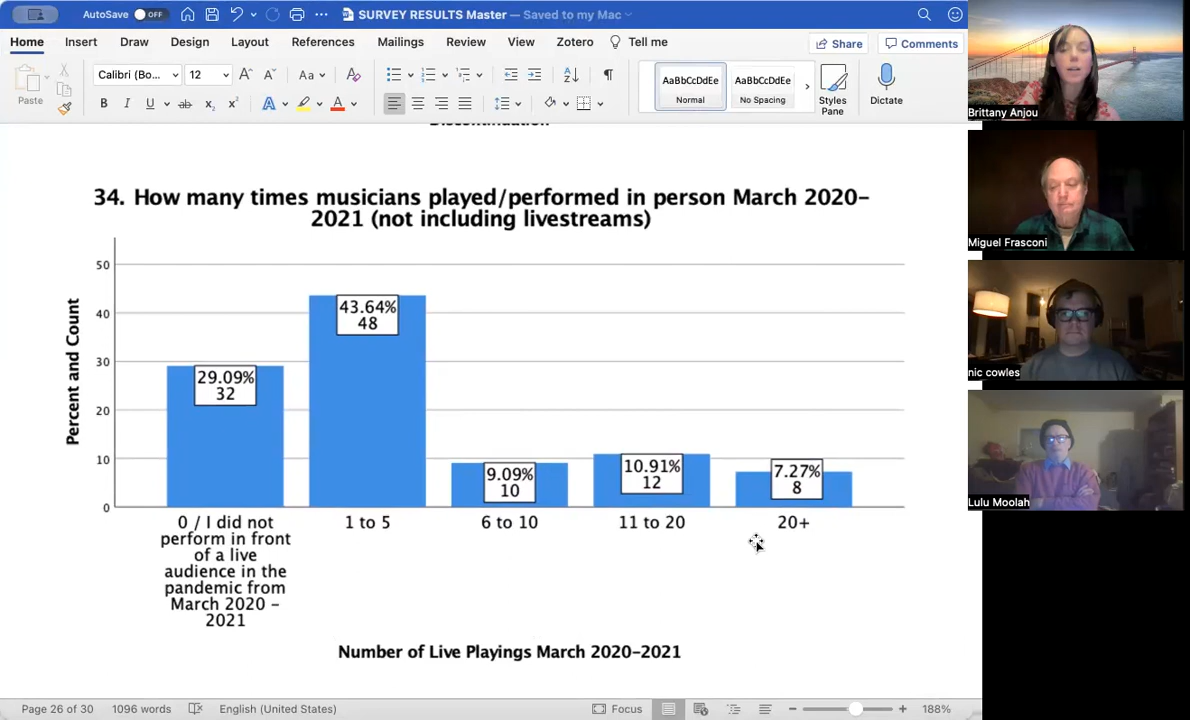 AutoSave OFF
SURVEY RESULTS Master — Saved to my Mac
Home Insert Draw Design Layout References Mailings Review View Zotero Tell me
Share Comments
Paste
Calibri (Bo... 12
AaBbCcDdEe
Normal
AaBbCcDdEe
No Spacing
Styles
Pane
Dictate
Discontinuation
34. How many times musicians played/performed in person March 2020–
2021 (not including livestreams)
Percent and Count
50
40
30
20
10
0
29.09%
32
43.64%
48
9.09%
10
10.91%
12
7.27%
8
0 / I did not
perform in front
of a live
audience in the
pandemic from
March 2020 –
2021
1 to 5
6 to 10
11 to 20
20+
Number of Live Playings March 2020–2021
Page 26 of 30 1096 words English (United States) Focus 188%
Brittany Anjou
Miguel Frasconi
nic cowles
Lulu Moolah